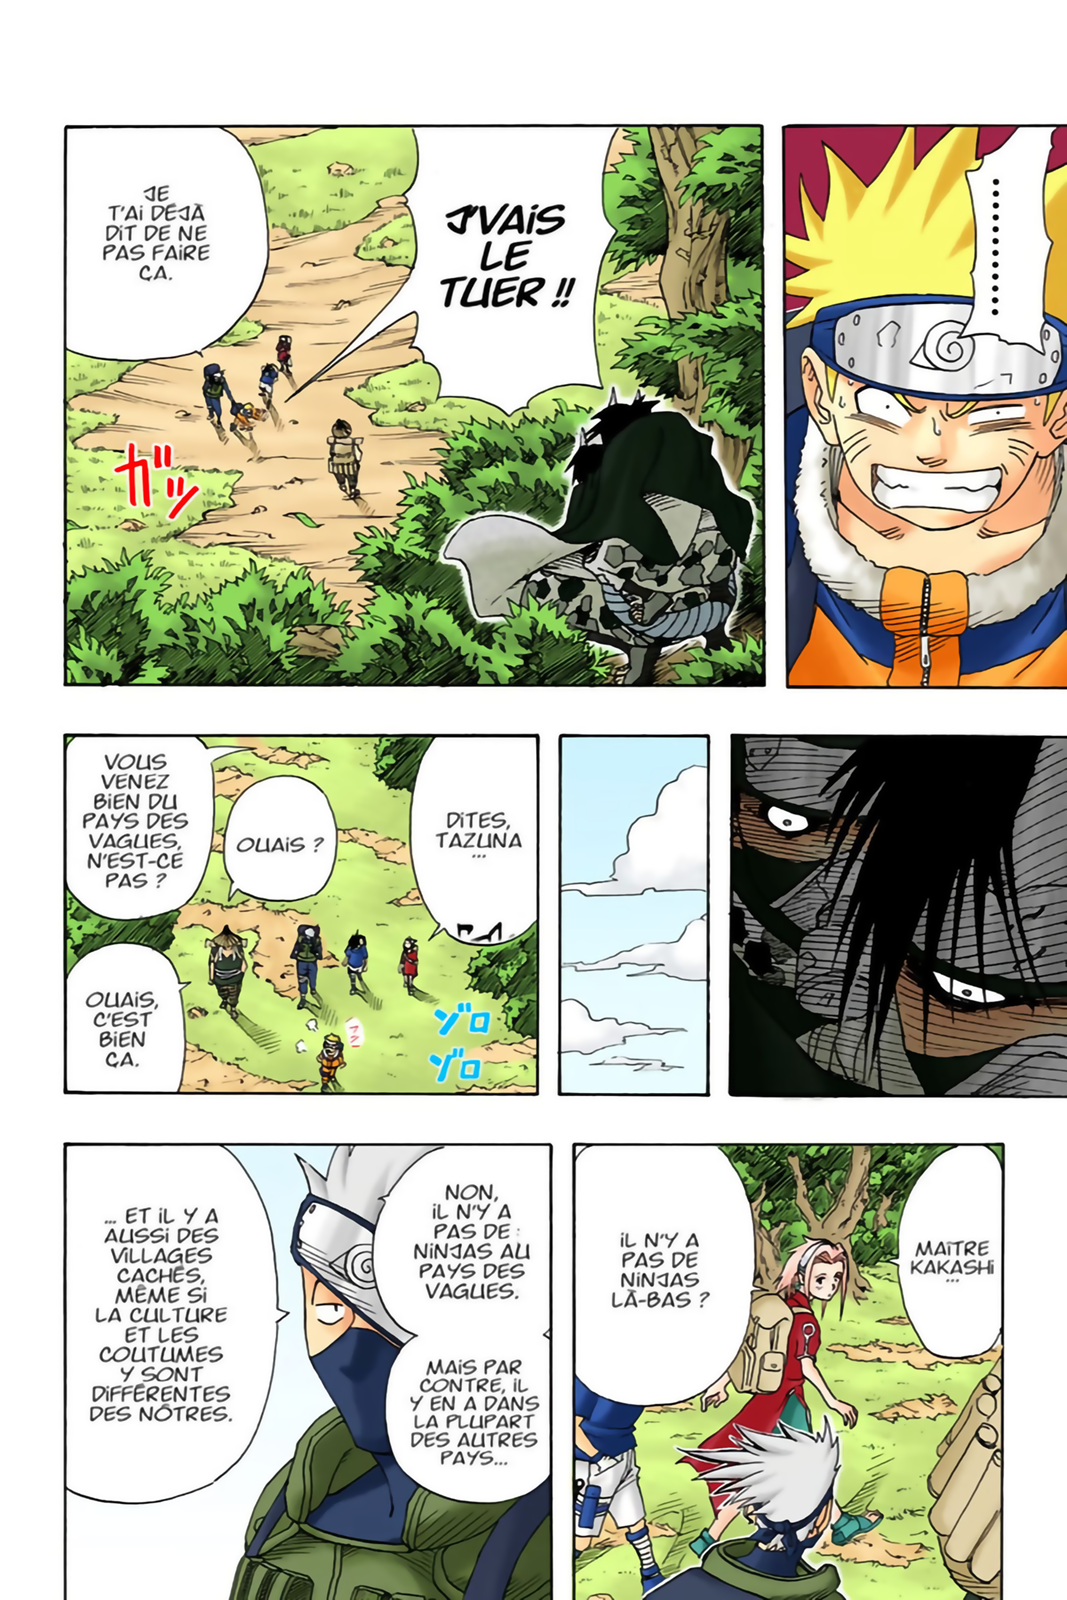 ..........
J'VAIS
LE
TUER !!
JE
T'AI DÉJÀ
DIT DE NE
PAS FAIRE
ÇA.
ガッ
DITES,
TAZUNA
...
OUAIS ?
VOUS
VENEZ
BIEN DU
PAYS DES
VAGUES,
N'EST-CE
PAS ?
OUAIS,
C'EST
BIEN
ÇA.
ゾロ
ゾロ
MAÎTRE
KAKASHI
...
IL N'Y A
PAS DE
NINJAS
LÀ-BAS ?
NON,
IL N'Y A
PAS DE
NINJAS AU
PAYS DES
VAGUES.
MAIS PAR
CONTRE, IL
Y EN A DANS
LA PLUPART
DES AUTRES
PAYS...
... ET IL Y A
AUSSI DES
VILLAGES
CACHÉS,
MÊME SI
LA CULTURE
ET LES
COUTUMES
Y SONT
DIFFÉRENTES
DES NÔTRES.